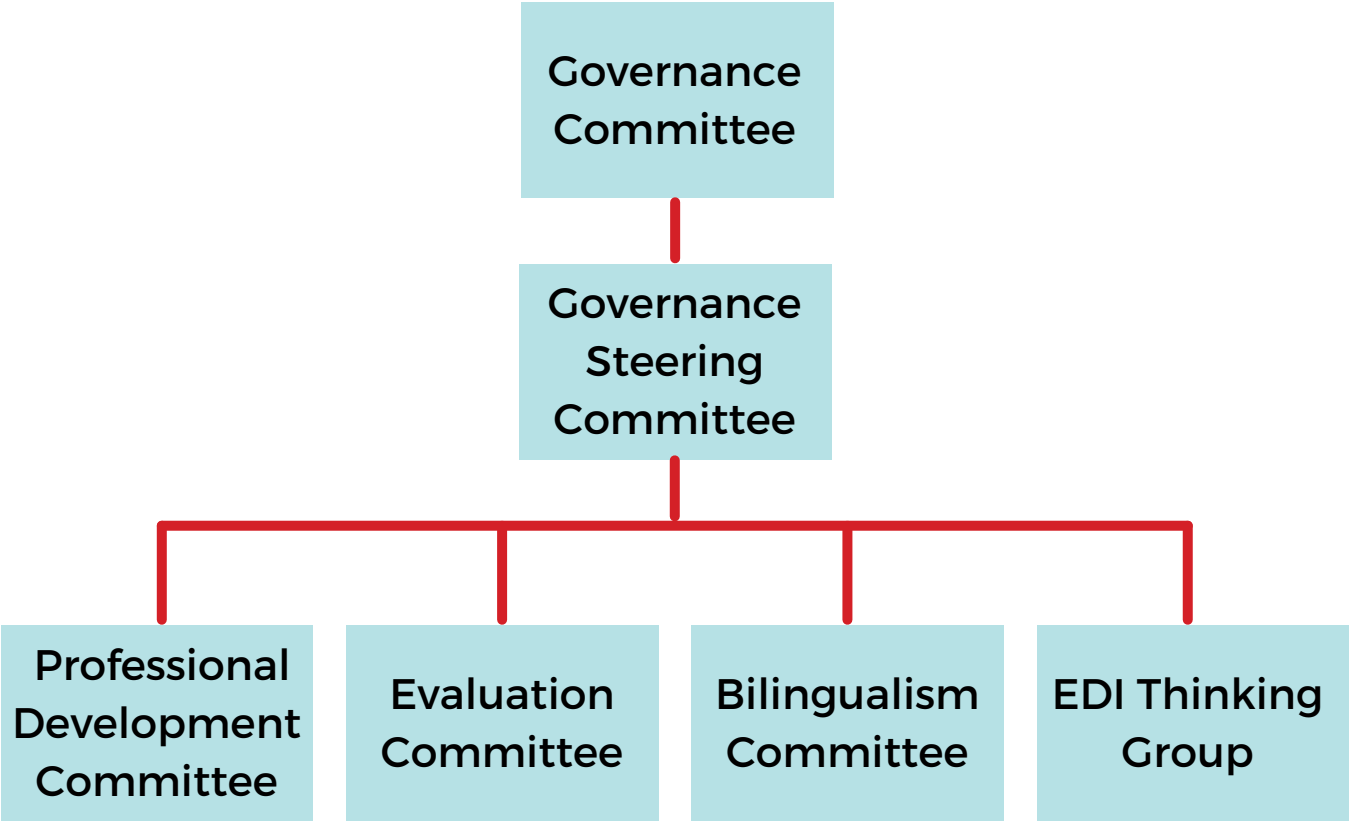 Governance
Committee
Governance
Steering
Committee
Professional
Development
Committee
Evaluation
Committee
Bilingualism
Committee
EDI Thinking
Group